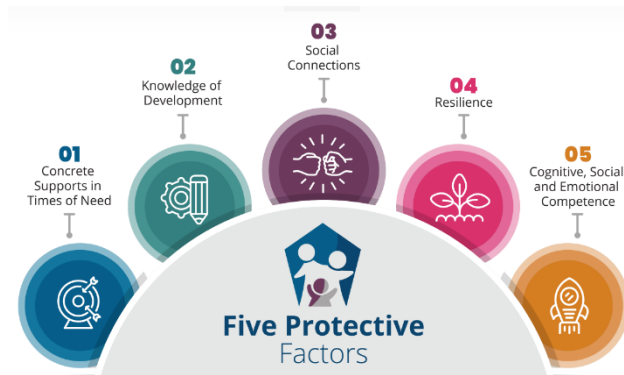 01
Concrete
Supports in
Times of Need
02
Knowledge of
Development
03
Social
Connections
04
Resilience
05
Cognitive, Social
and Emotional
Competence
Five Protective
Factors